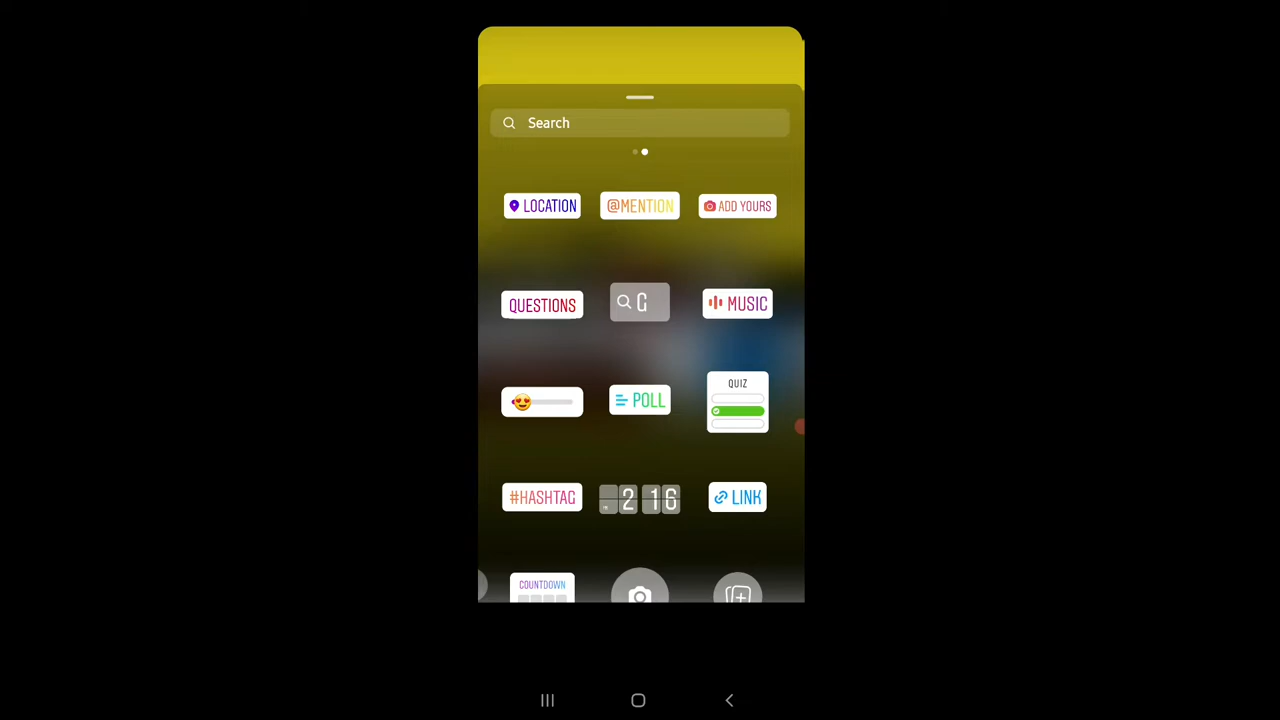 Search
LOCATION
@MENTION
ADD YOURS
QUESTIONS
G
MUSIC
POLL
QUIZ
#HASHTAG
2 16
LINK
COUNTDOWN